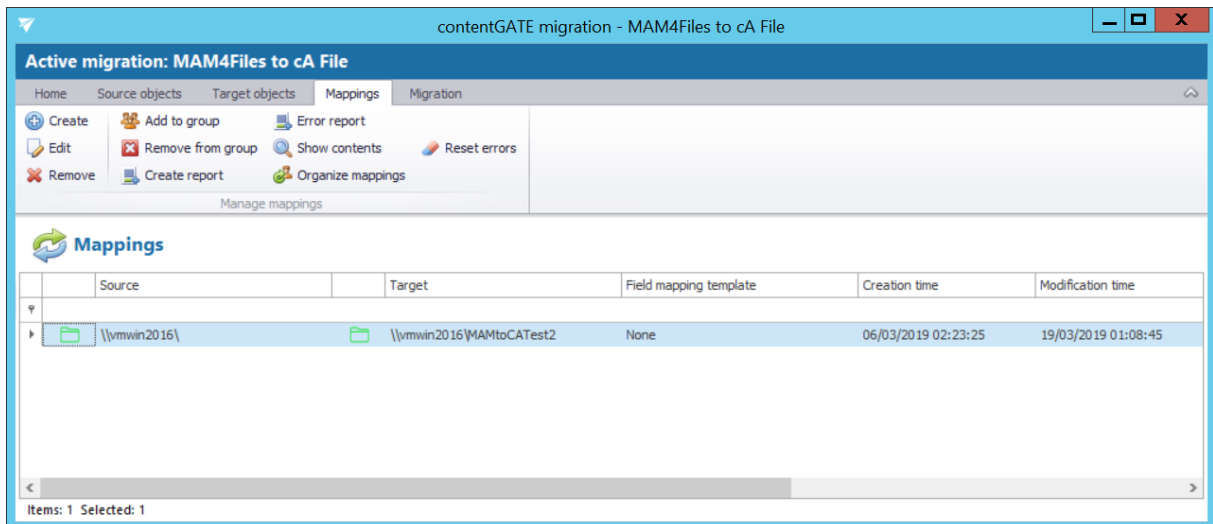 contentGATE migration - MAM4Files to cA File
X
Active migration: MAM4Files to cA File
Home Source objects Target objects Mappings Migration
Create Add to group Error report
Edit Remove from group Show contents Reset errors
Remove Create report Organize mappings
Manage mappings
Mappings
Source Target Field mapping template Creation time Modification time
\\vmwin2016\ \\vmwin2016\MAMtoCATest2 None 06/03/2019 02:23:25 19/03/2019 01:08:45
Items: 1 Selected: 1